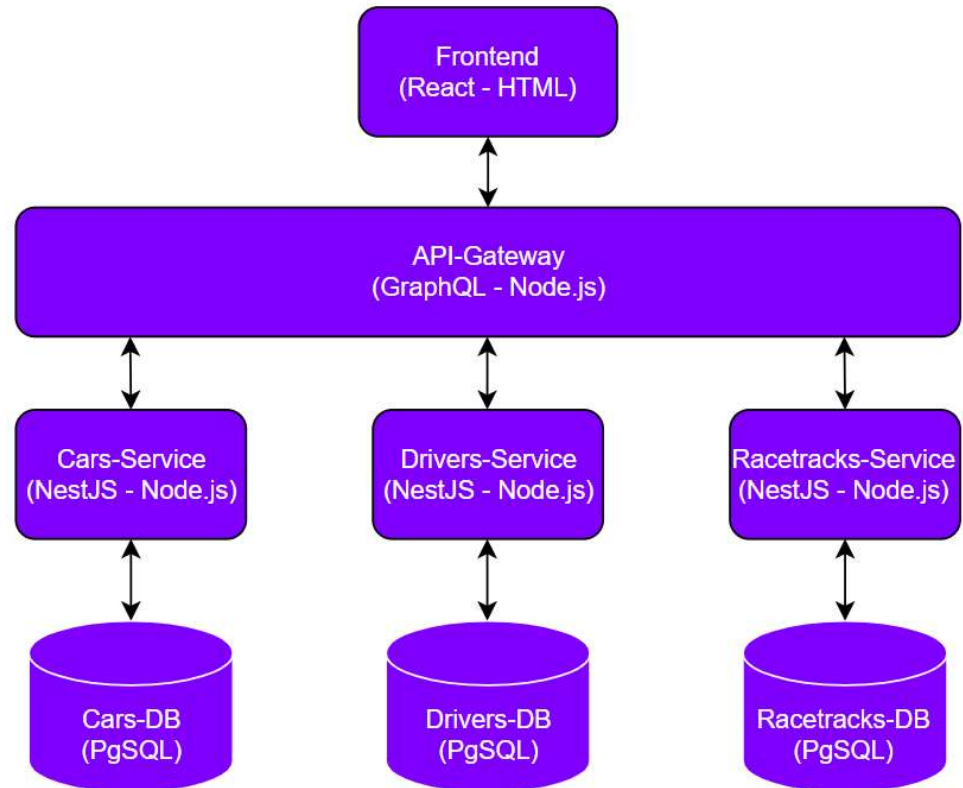 Frontend
(React - HTML)
API-Gateway
(GraphQL - Node.js)
Cars-Service
(NestJS - Node.js)
Drivers-Service
(NestJS - Node.js)
Racetracks-Service
(NestJS - Node.js)
Cars-DB
(PgSQL)
Drivers-DB
(PgSQL)
Racetracks-DB
(PgSQL)